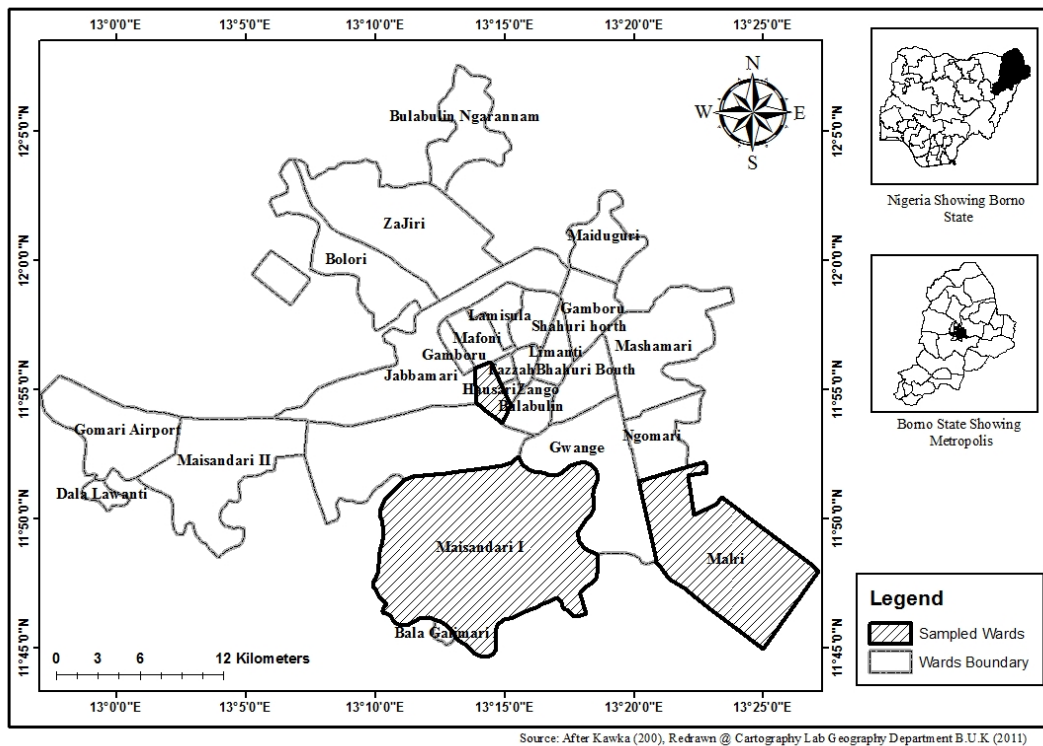 13°0'0"E 13°5'0"E 13°10'0"E 13°15'0"E 13°20'0"E 13°25'0"E
12°5'0"N
12°0'0"N
11°55'0"N
11°50'0"N
11°45'0"N
N
W E
S
Bulabulin Ngarannam
ZaJiri
Bolori
Maiduguri
Lamisula
Gamboru
Shahuri horth
Mafoni
Limanti
Mashamari
Gamboru
Jabbamari
Fazzah
Bhahuri Bouth
Hausari
Zango
Bulabulin
Gomari Airport
Maisandari II
Gwange
Ngomari
Dala Lawanti
Maisandari I
Malri
Bala Galimari
0 3 6 12 Kilometers
13°0'0"E 13°5'0"E 13°10'0"E 13°15'0"E 13°20'0"E 13°25'0"E
12°5'0"N
12°0'0"N
11°55'0"N
11°50'0"N
11°45'0"N
Nigeria Showing Borno
State
Borno State Showing
Metropolis
Legend
Sampled Wards
Wards Boundary
Source: After Kawka (200), Redrawn @ Cartography Lab Geography Department B.U.K (2011)